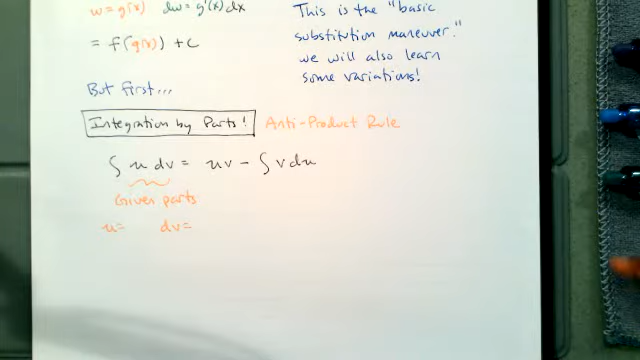 w = g(x) dw = g'(x) dx
= f(g(x)) + C
This is the "basic
substitution maneuver."
we will also learn
some variations!
But first...
Integration by Parts! Anti-Product Rule
∫ u dv = uv - ∫ v du
Given parts
u= dv=